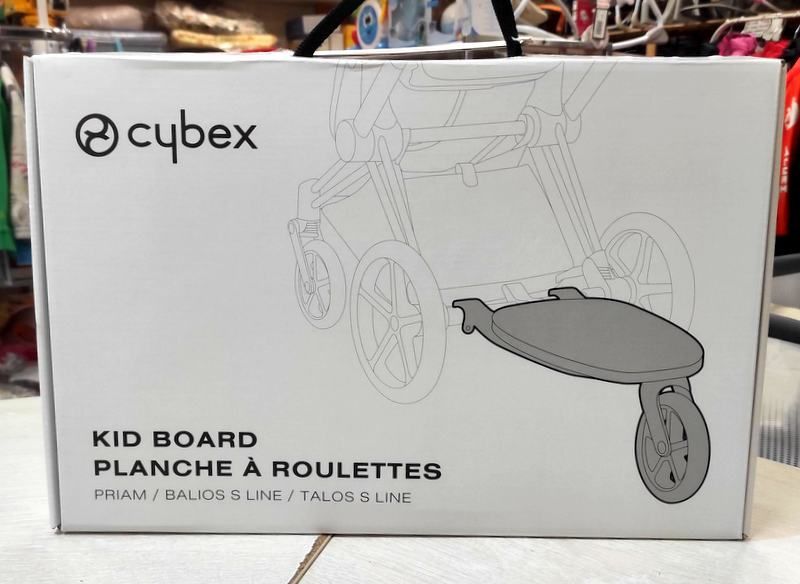 cybex
KID BOARD
PLANCHE À ROULETTES
PRIAM / BALIOS S LINE / TALOS S LINE